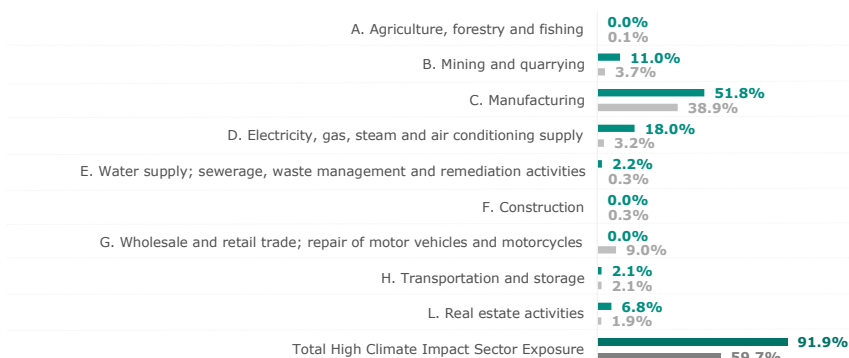 A. Agriculture, forestry and fishing
0.0%
0.1%
B. Mining and quarrying
11.0%
3.7%
C. Manufacturing
51.8%
38.9%
D. Electricity, gas, steam and air conditioning supply
18.0%
3.2%
E. Water supply; sewerage, waste management and remediation activities
2.2%
0.3%
F. Construction
0.0%
0.3%
G. Wholesale and retail trade; repair of motor vehicles and motorcycles
0.0%
9.0%
H. Transportation and storage
2.1%
2.1%
L. Real estate activities
6.8%
1.9%
Total High Climate Impact Sector Exposure
91.9%
59.7%